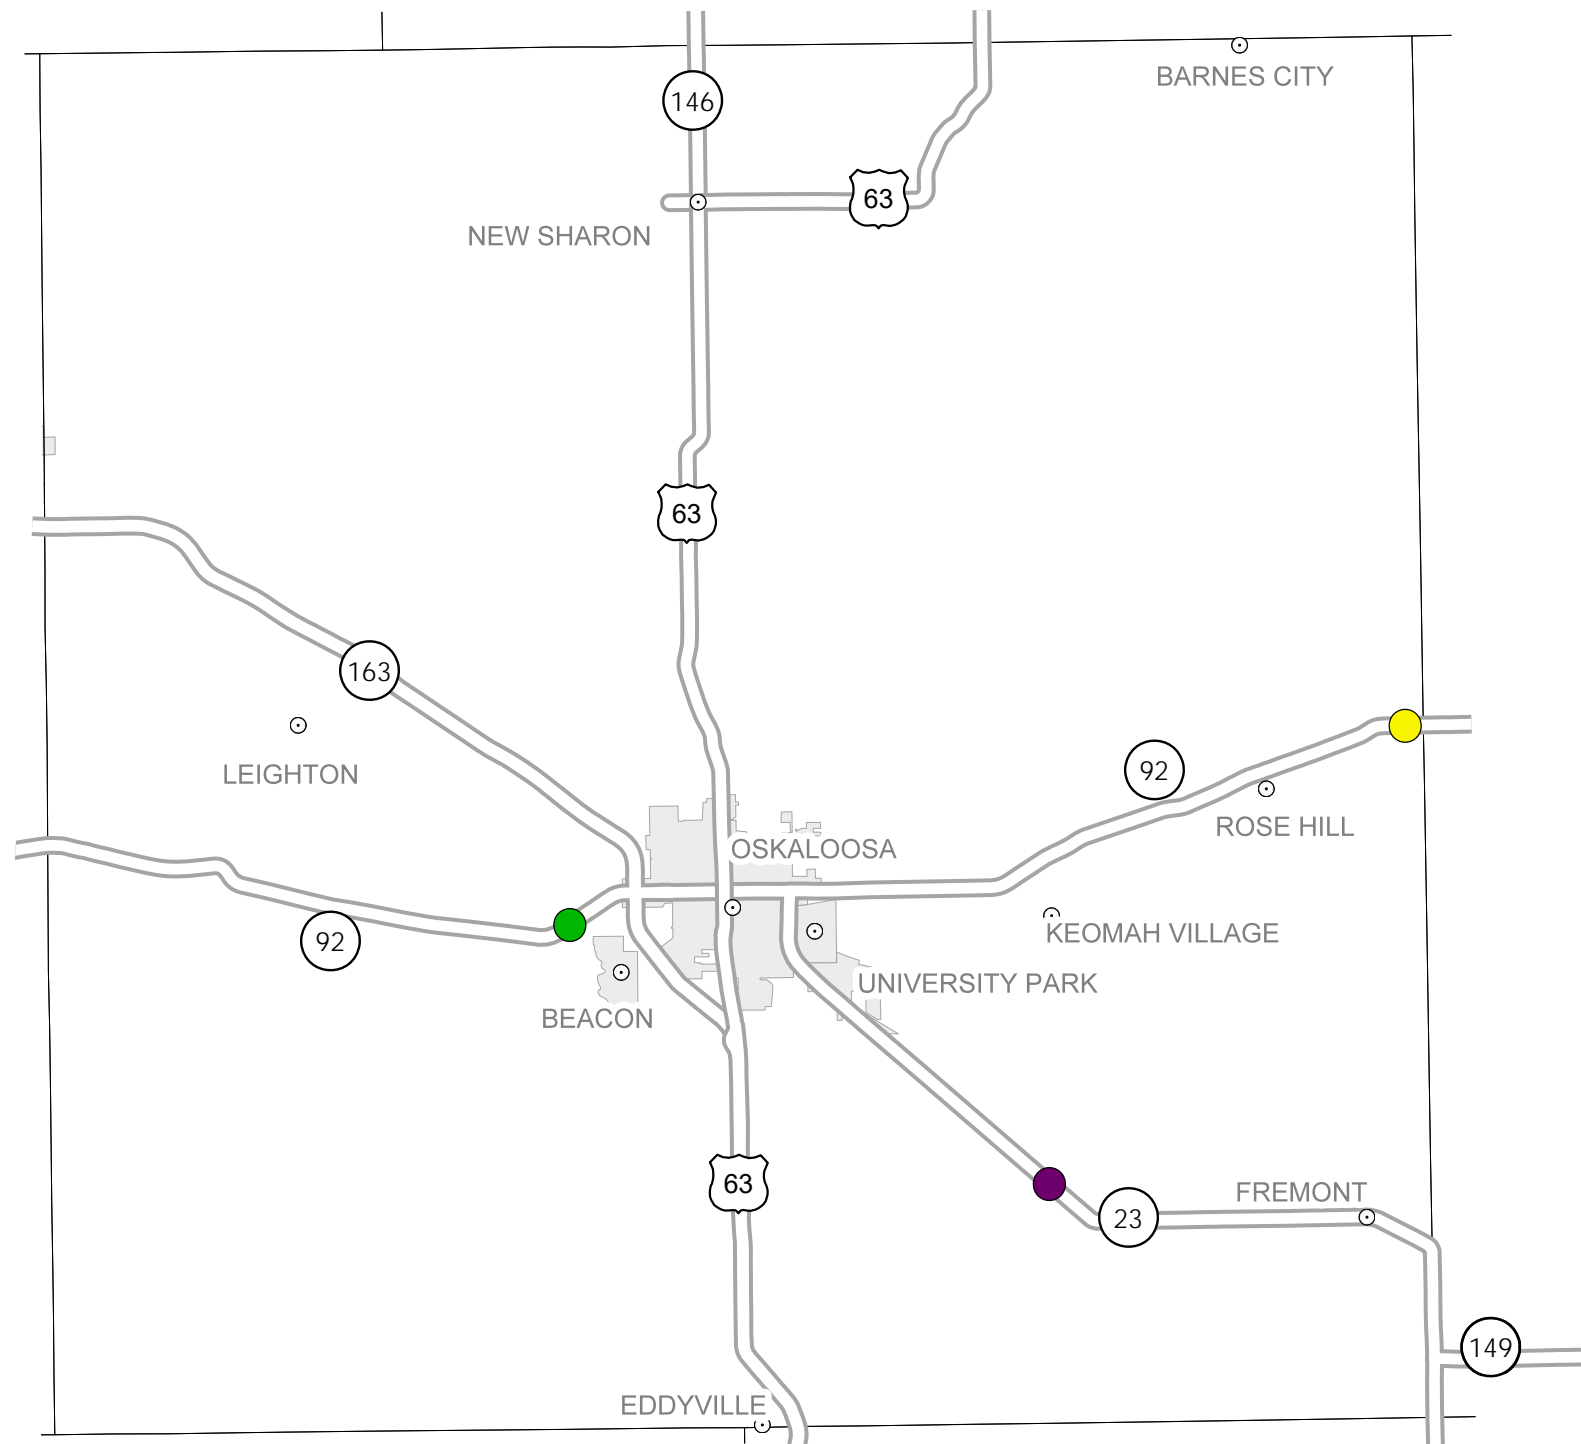 BARNES CITY
146
63
NEW SHARON
63
163
LEIGHTON
92
ROSE HILL
OSKALOOSA
92
KEOMAH VILLAGE
UNIVERSITY PARK
BEACON
63
FREMONT
23
149
EDDYVILLE